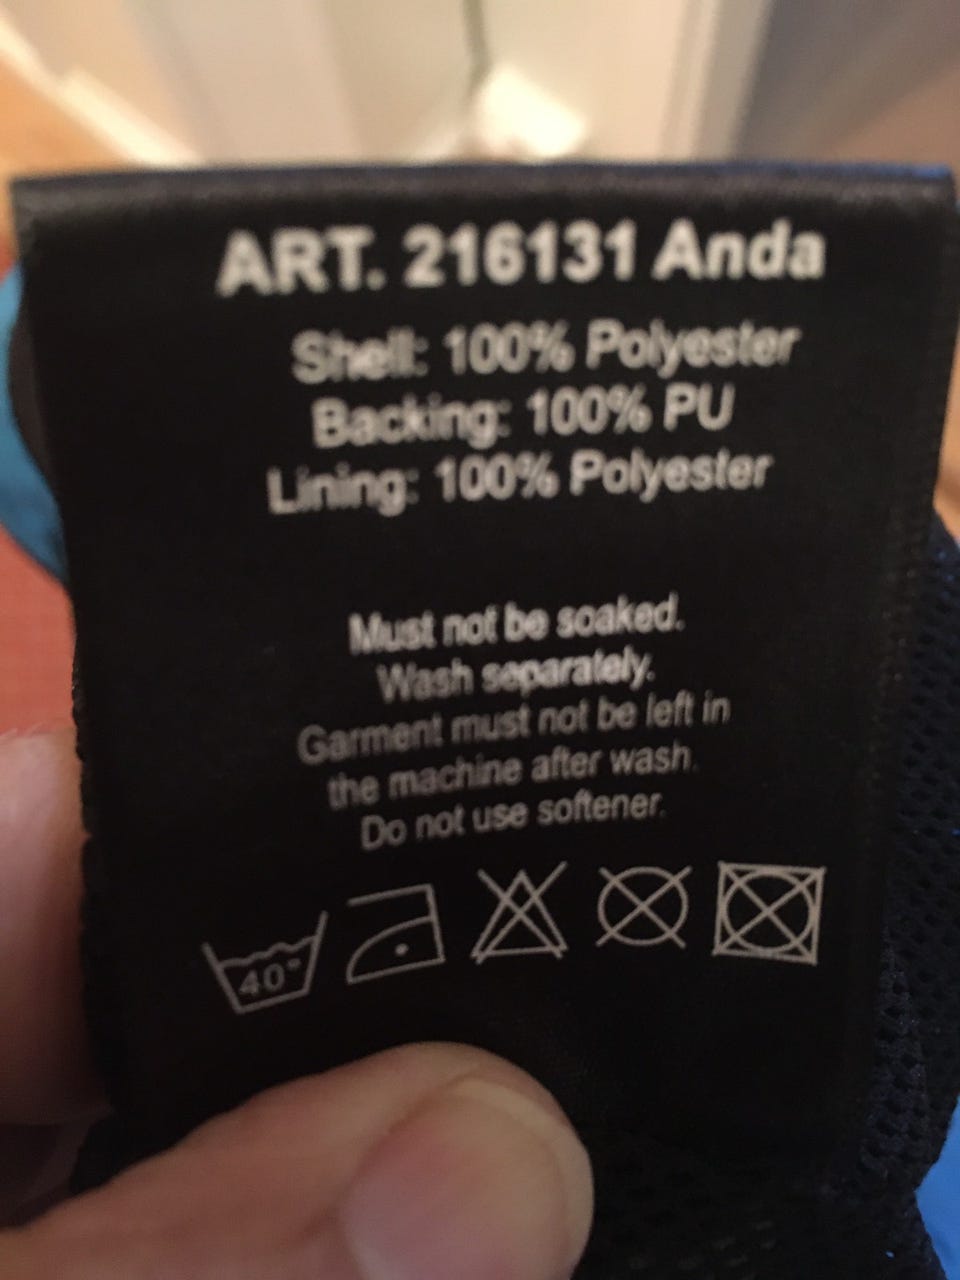 ART. 216131 Anda
Shell: 100% Polyester
Backing: 100% PU
Lining: 100% Polyester
Must not be soaked.
Wash separately.
Garment must not be left in
the machine after wash.
Do not use softener.
40°